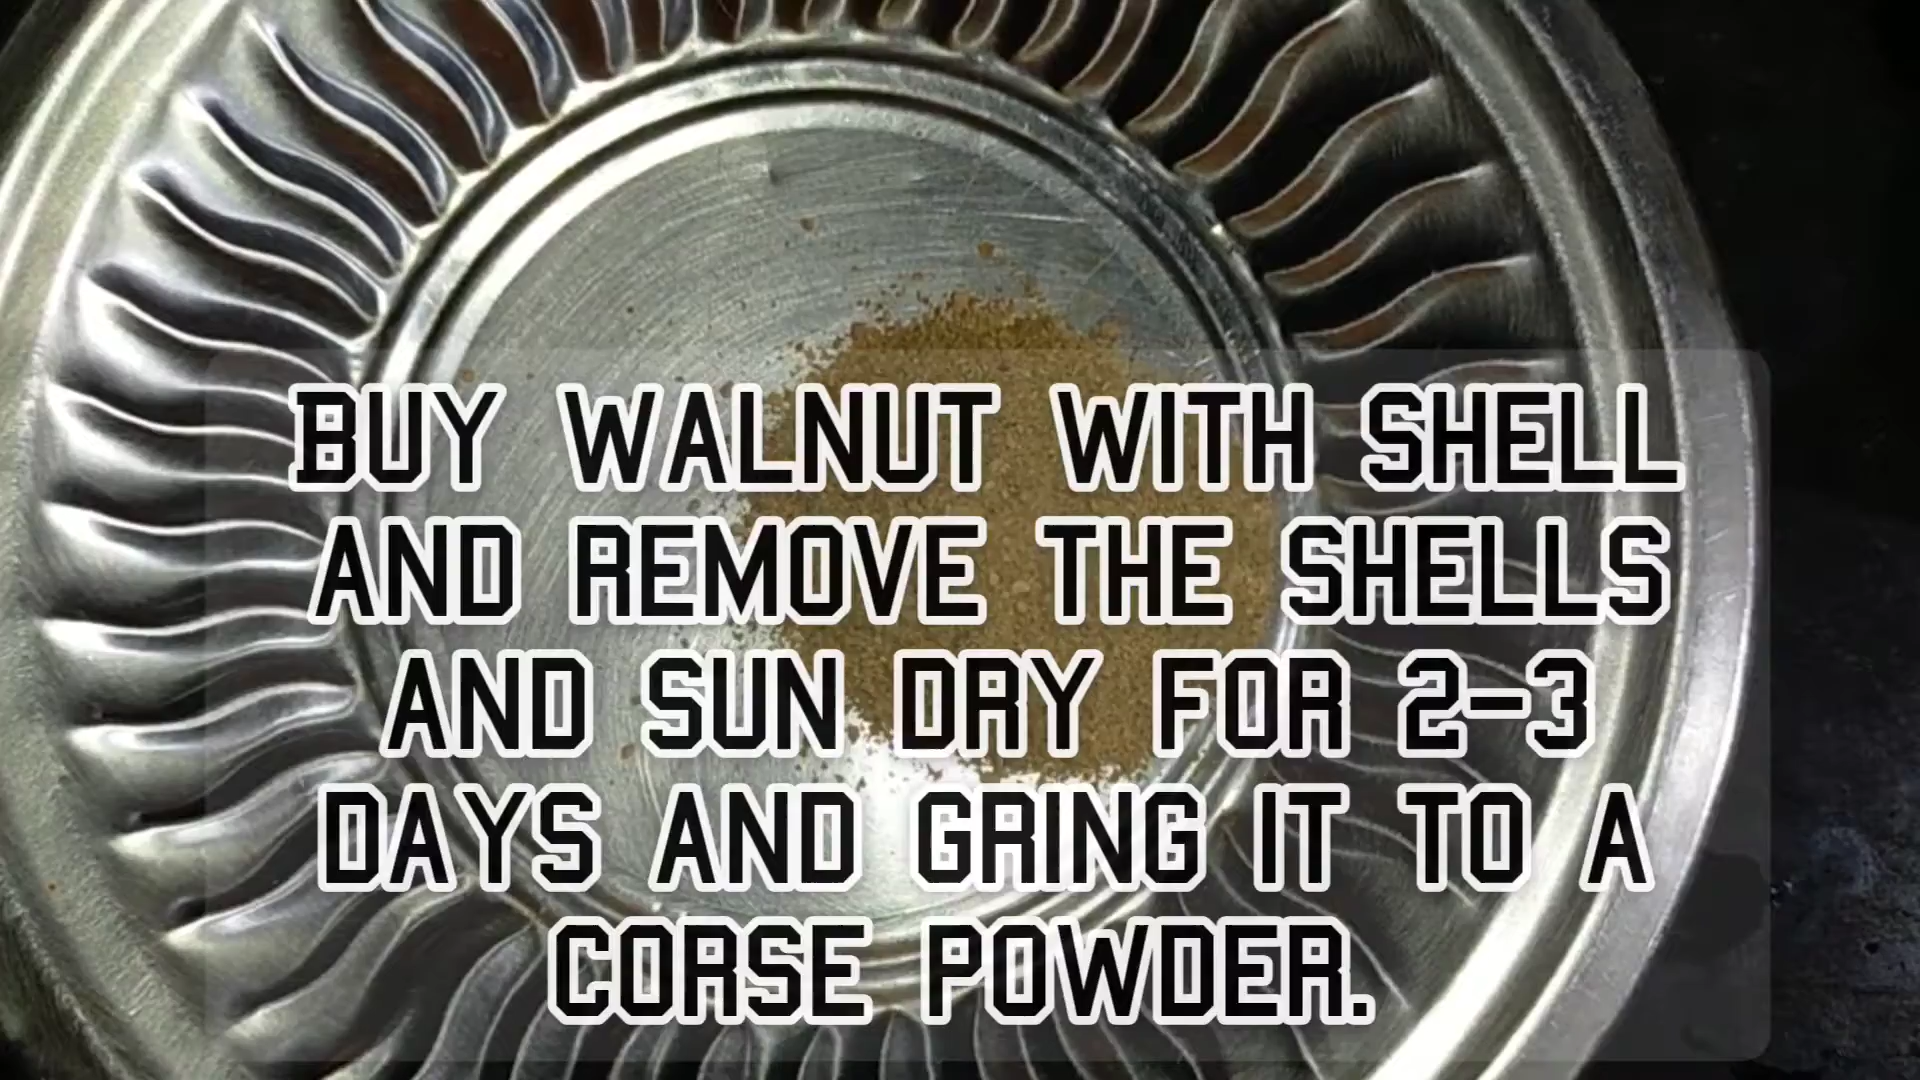 BUY WALNUT WITH SHELL
AND REMOVE THE SHELLS
AND SUN DRY FOR 2-3
DAYS AND GRING IT TO A
CORSE POWDER.